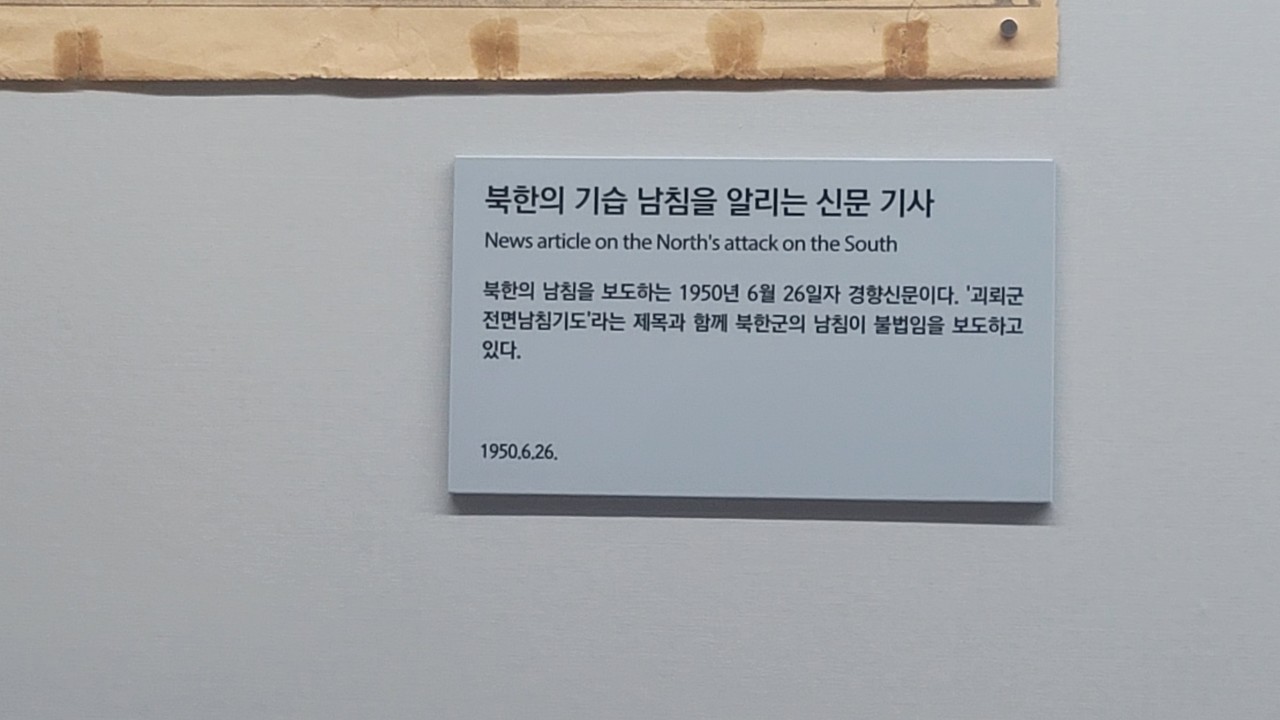 북한의 기습 남침을 알리는 신문 기사
News article on the North's attack on the South
북한의 남침을 보도하는 1950년 6월 26일자 경향신문이다. '괴뢰군
전면남침기도'라는 제목과 함께 북한군의 남침이 불법임을 보도하고
있다.
1950.6.26.